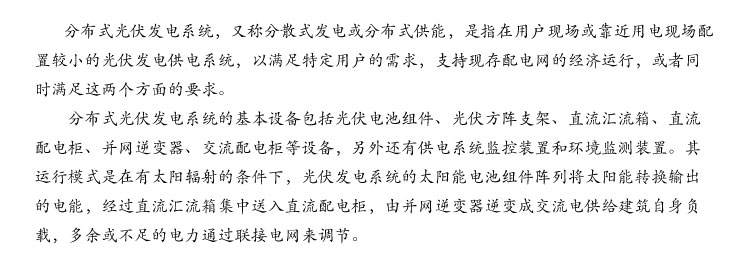 分布式光伏发电系统，又称分散式发电或分布式供能，是指在用户现场或靠近用电现场配
置较小的光伏发电供电系统，以满足特定用户的需求，支持现存配电网的经济运行，或者同
时满足这两个方面的要求。
分布式光伏发电系统的基本设备包括光伏电池组件、光伏方阵支架、直流汇流箱、直流
配电柜、并网逆变器、交流配电柜等设备，另外还有供电系统监控装置和环境监测装置。其
运行模式是在有太阳辐射的条件下，光伏发电系统的太阳能电池组件阵列将太阳能转换输出
的电能，经过直流汇流箱集中送入直流配电柜，由并网逆变器逆变成交流电供给建筑自身负
载，多余或不足的电力通过联接电网来调节。